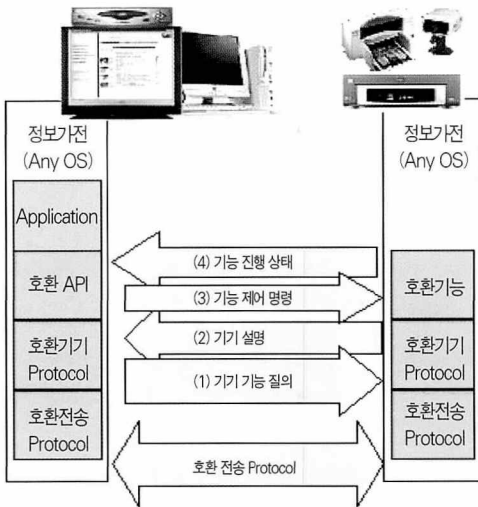 정보가전
(Any OS)
Application
호환 API
호환기기
Protocol
호환전송
Protocol
(4) 기능 진행 상태
(3) 기능 제어 명령
(2) 기기 설명
(1) 기기 기능 질의
호환 전송 Protocol
정보가전
(Any OS)
호환기능
호환기기
Protocol
호환전송
Protocol